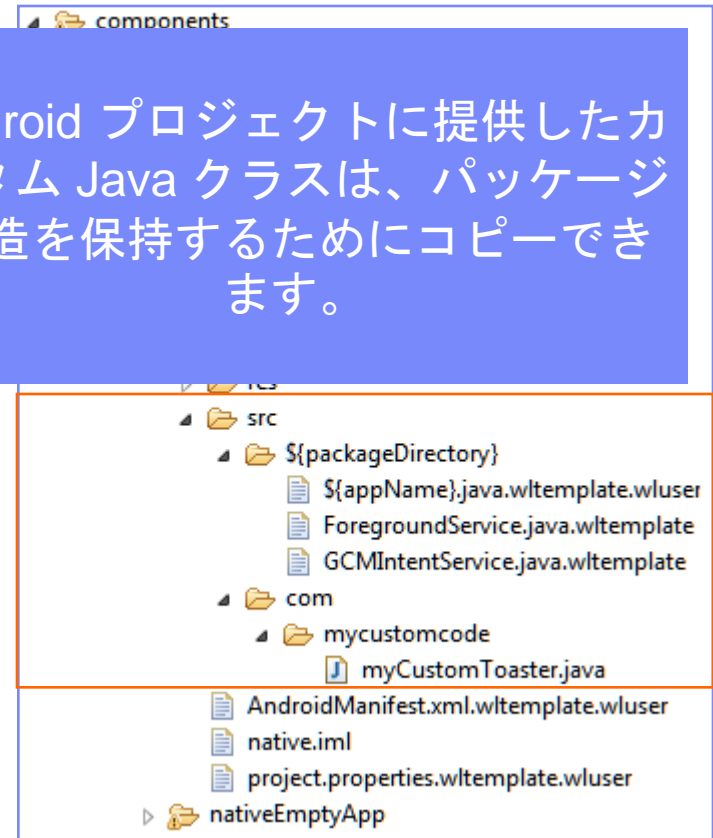 components
roid プロジェクトに提供したカ
タム Java クラスは、パッケージ
造を保持するためにコピーでき
ます。
res
src
${packageDirectory}
${appName}.java.wltemplate.wluser
ForegroundService.java.wltemplate
GCMIntentService.java.wltemplate
com
mycustomcode
myCustomToaster.java
AndroidManifest.xml.wltemplate.wluser
native.iml
project.properties.wltemplate.wluser
nativeEmptyApp